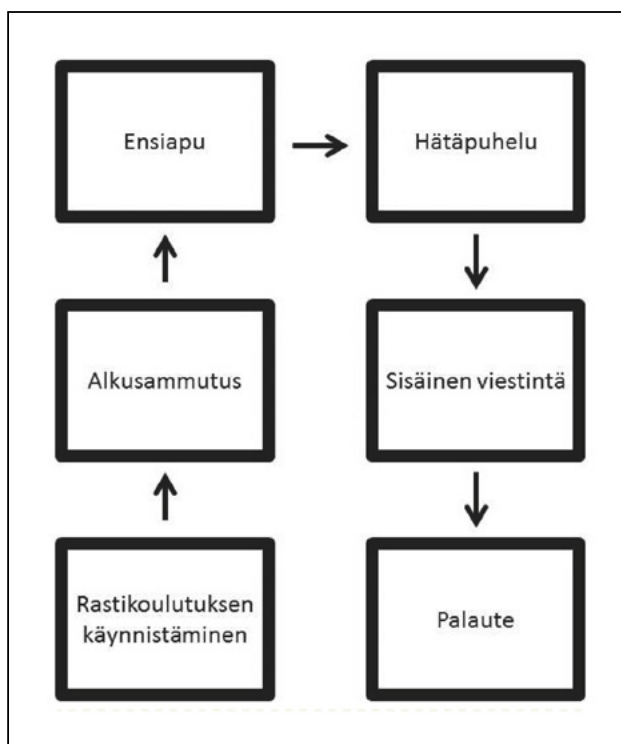 Ensiapu
Hätäpuhelu
Alkusammutus
Sisäinen viestintä
Rastikoulutuksen
käynnistäminen
Palaute